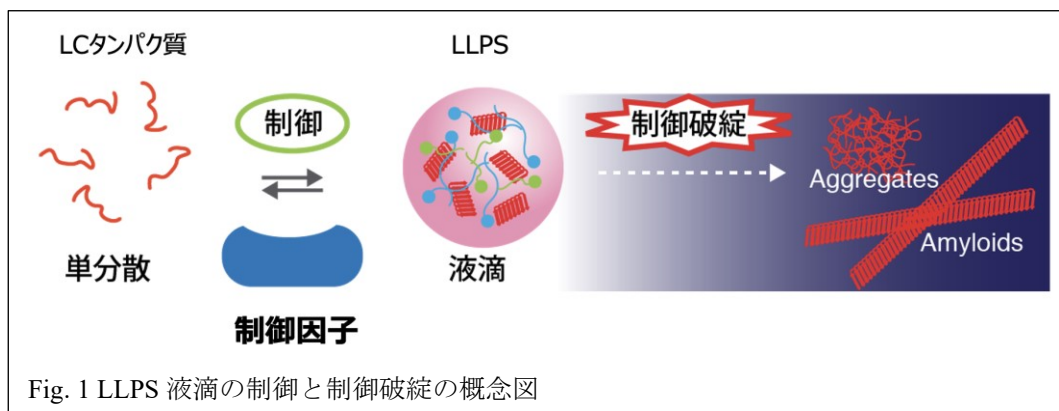 LCタンパク質
LLPS
制御
制御破綻
Aggregates
Amyloids
単分散
液滴
制御因子
Fig. 1 LLPS 液滴の制御と制御破綻の概念図